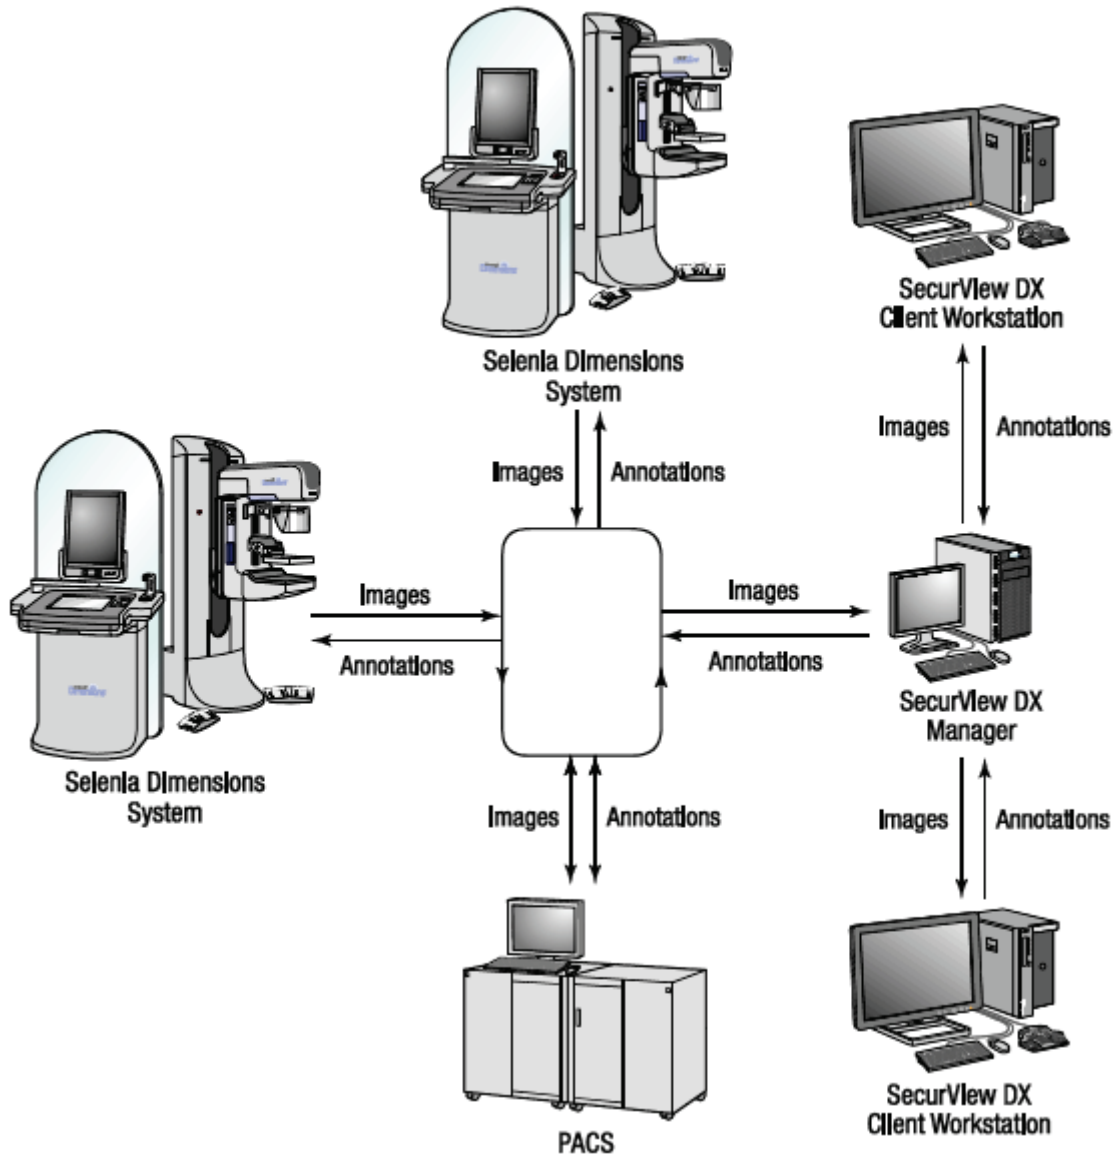 SecurView DX
Client Workstation
Selenia Dimensions
System
Images
Annotations
Images
Annotations
Images
Annotations
Images
Annotations
SecurView DX
Manager
Selenia Dimensions
System
Images
Annotations
Images
Annotations
SecurView DX
Client Workstation
PACS